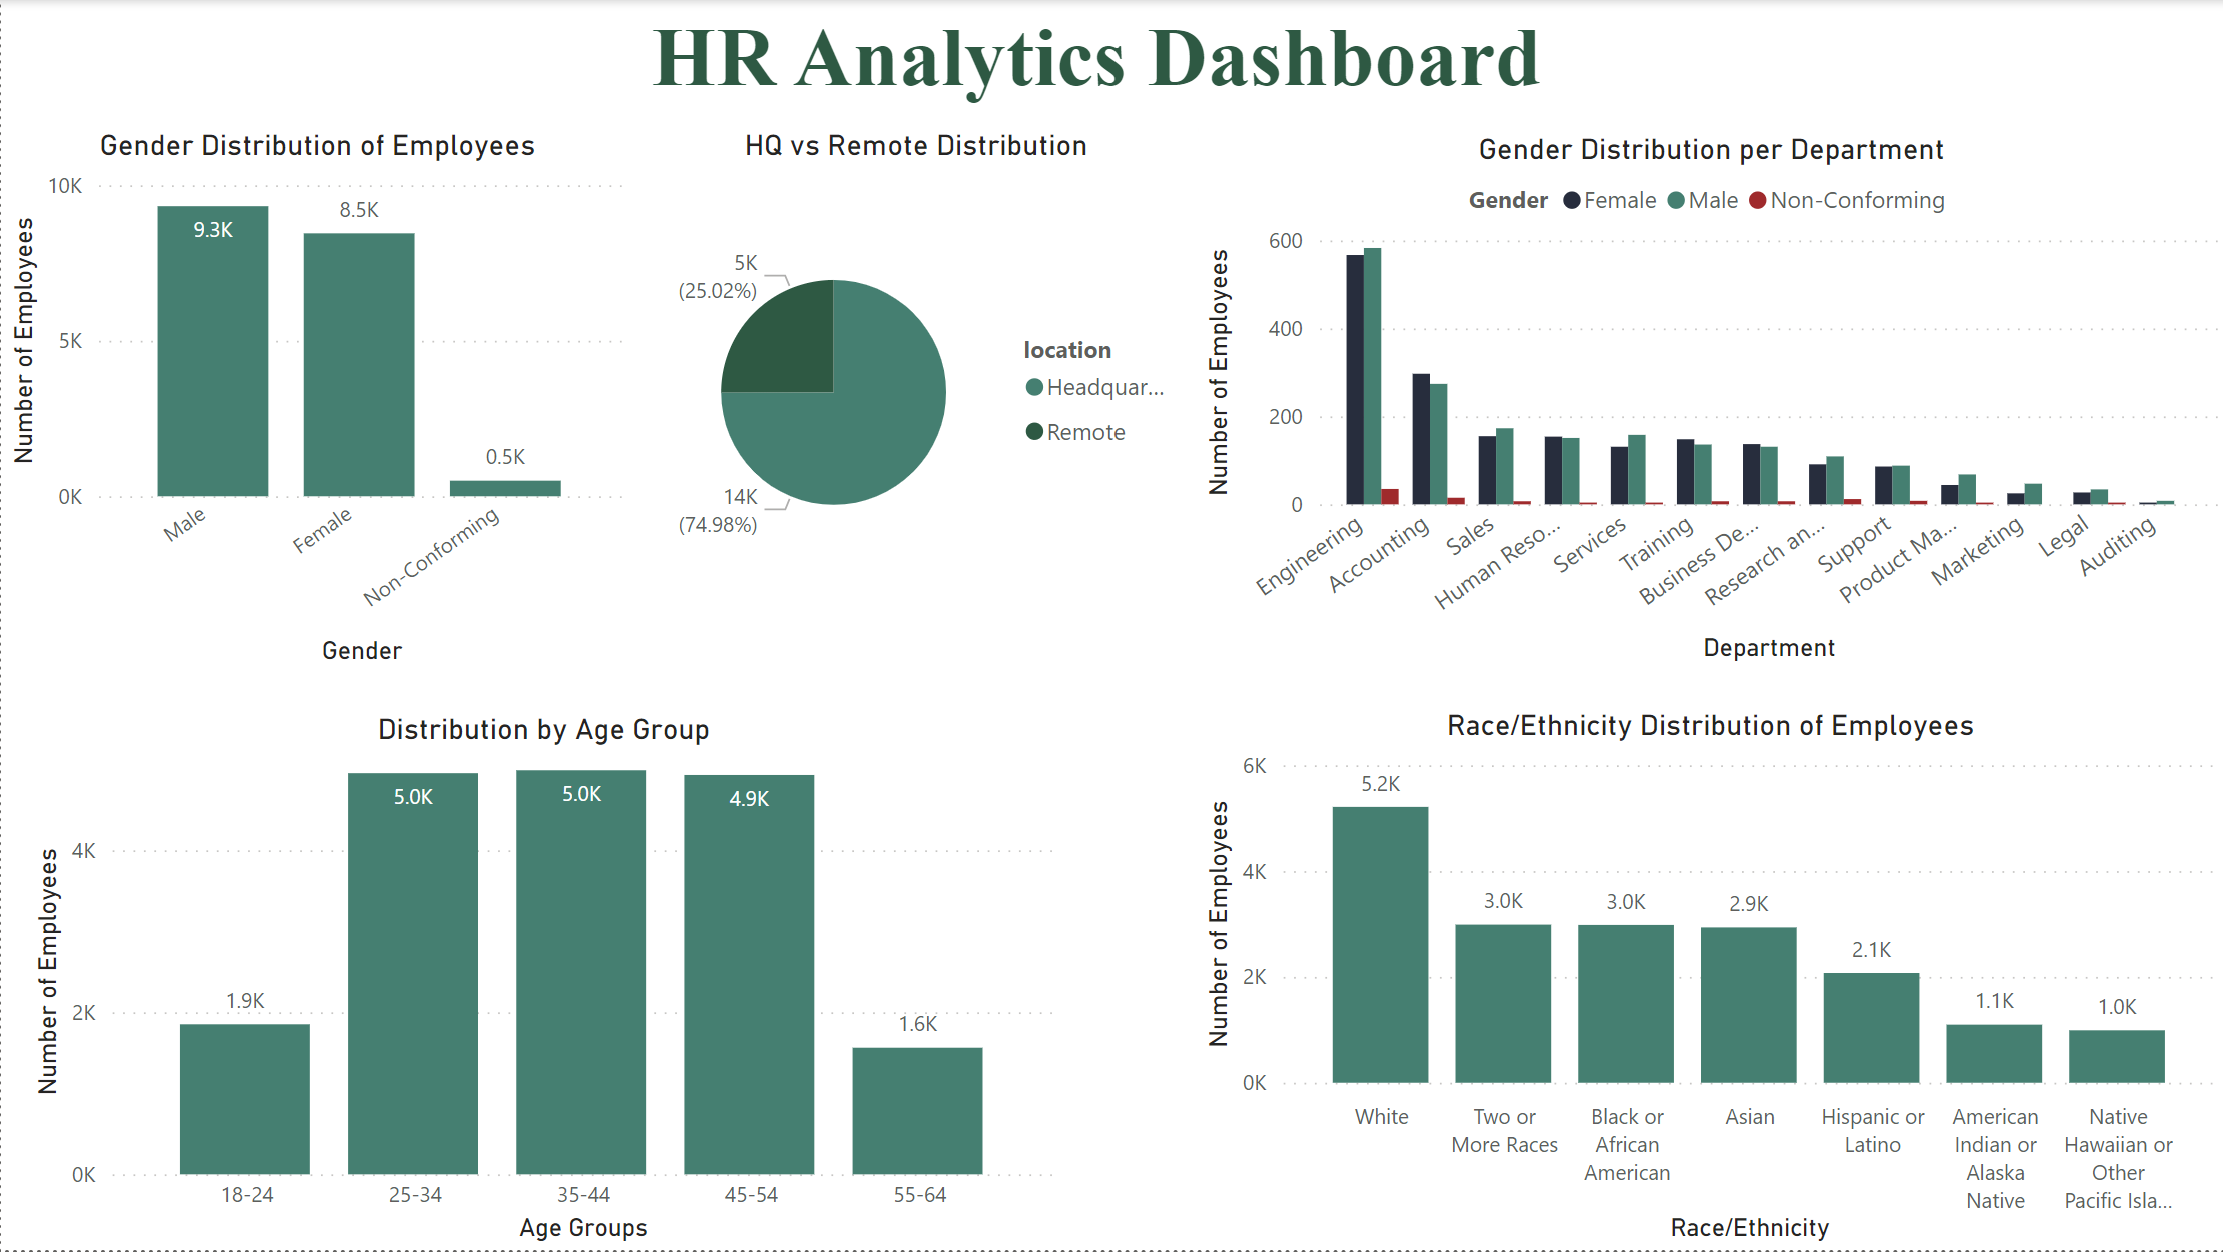 HR Analytics Dashboard
Gender Distribution of Employees
Number of Employees
10K
5K
0K
9.3K
8.5K
0.5K
Male
Female
Non-Conforming
Gender
HQ vs Remote Distribution
5K
(25.02%)
14K
(74.98%)
location
Headquar...
Remote
Gender Distribution per Department
Gender Female Male Non-Conforming
Number of Employees
600
400
200
0
Engineering
Accounting
Sales
Human Reso...
Services
Training
Business De...
Research an...
Support
Product Ma...
Marketing
Legal
Auditing
Department
Distribution by Age Group
Number of Employees
4K
2K
0K
1.9K
5.0K
5.0K
4.9K
1.6K
18-24
25-34
35-44
45-54
55-64
Age Groups
Race/Ethnicity Distribution of Employees
Number of Employees
6K
4K
2K
0K
5.2K
3.0K
3.0K
2.9K
2.1K
1.1K
1.0K
White
Two or
More Races
Black or
African
American
Asian
Hispanic or
Latino
American
Indian or
Alaska
Native
Native
Hawaiian or
Other
Pacific Isla...
Race/Ethnicity